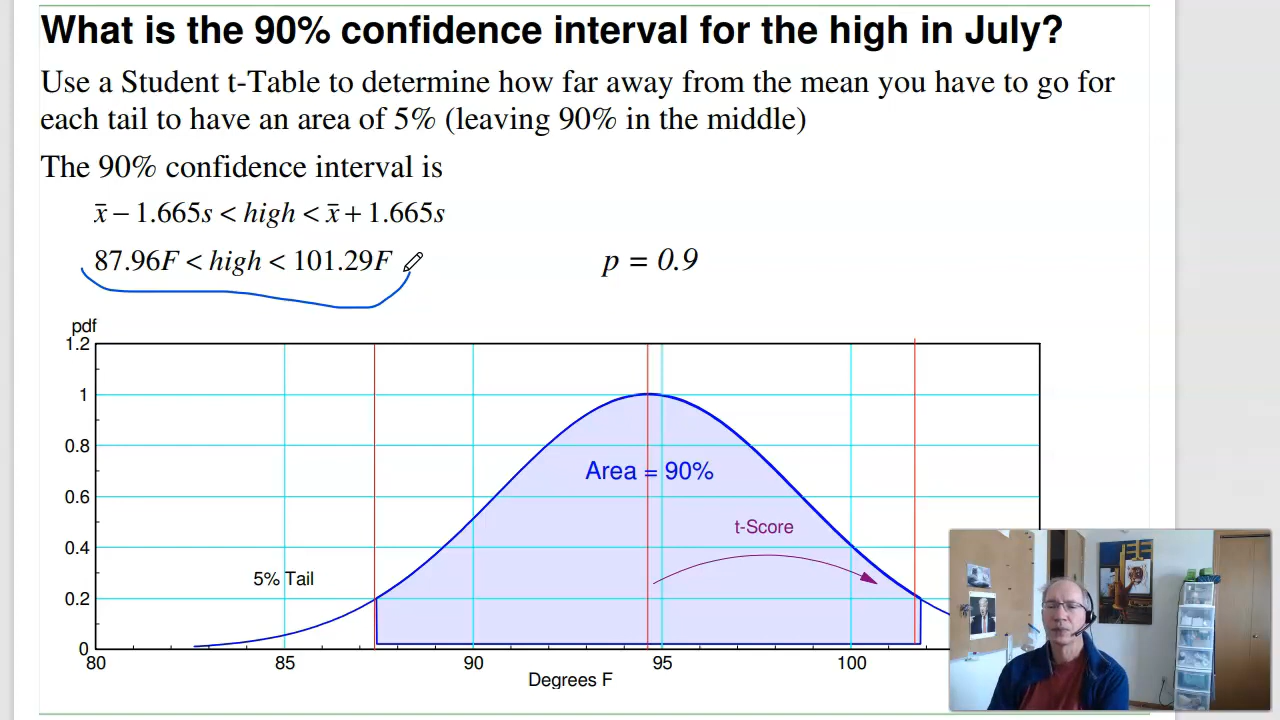 What is the 90% confidence interval for the high in July?
Use a Student t-Table to determine how far away from the mean you have to go for
each tail to have an area of 5% (leaving 90% in the middle)
The 90% confidence interval is
x̄ − 1.665s < high < x̄ + 1.665s
87.96F < high < 101.29F p = 0.9
pdf
1.2
1
0.8
Area = 90%
0.6
t-Score
0.4
5% Tail
0.2
0
80 85 90 95 100
Degrees F